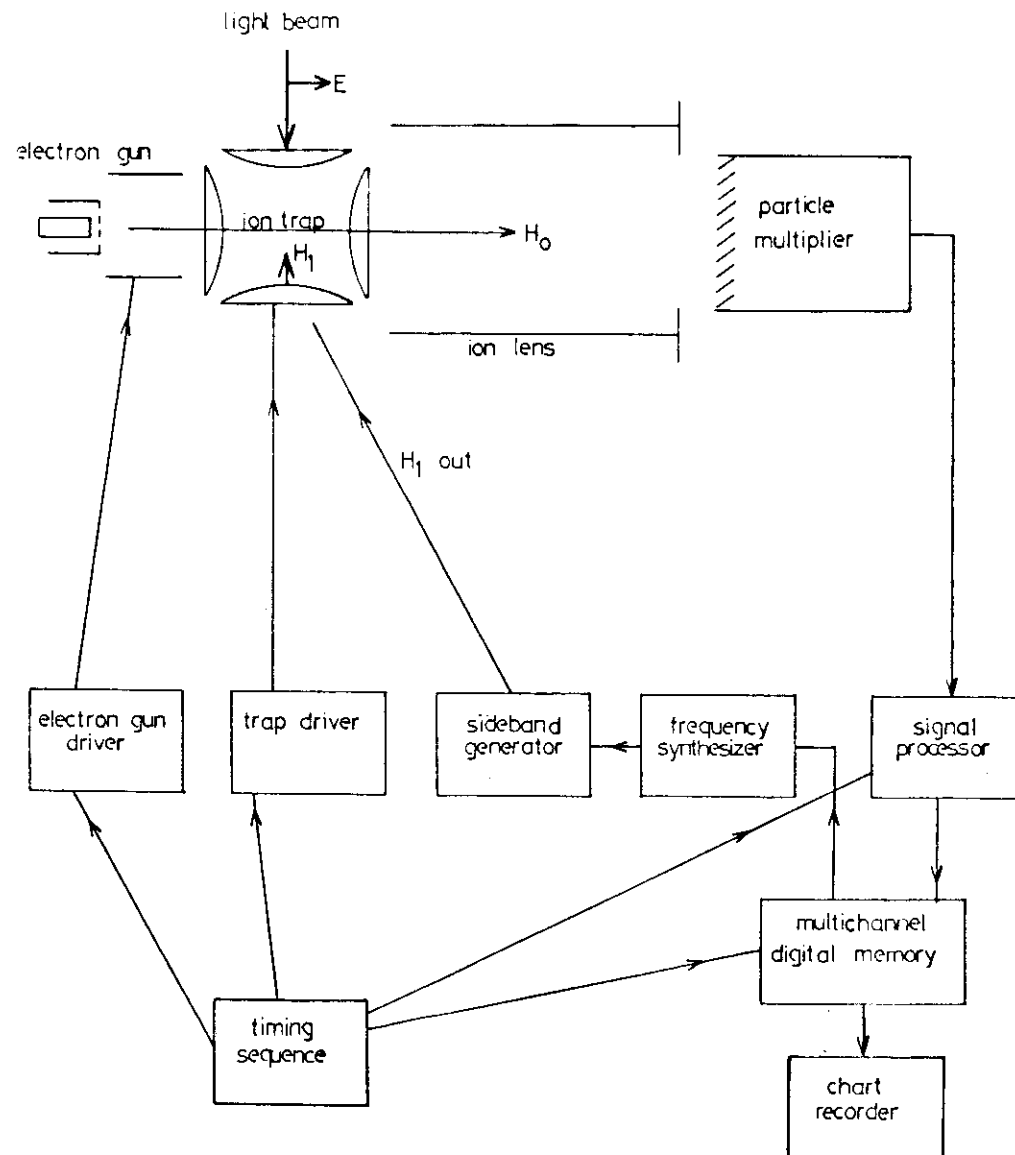 light beam
E
electron gun
ion trap
H₀
H₁
particle
multiplier
ion lens
H₁ out
electron gun
driver
trap driver
sideband
generator
frequency
synthesizer
signal
processor
multichannel
digital memory
timing
sequence
chart
recorder